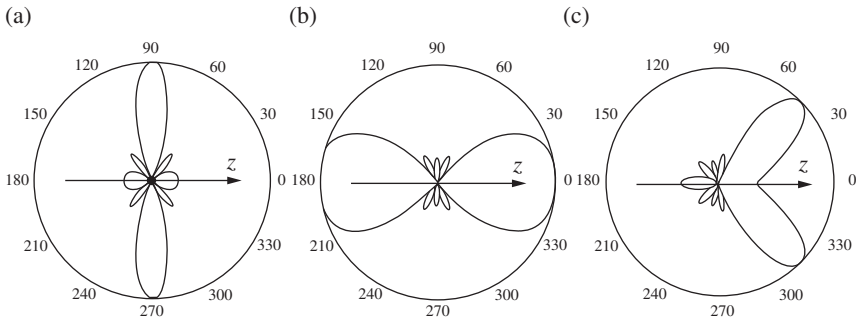 (a) (b) (c)
90 90 90
120 60 120 60 120 60
150 30 150 30 150 30
z z z
180 0 180 0 180 0
210 330 210 330 210 330
240 300 240 300 240 300
270 270 270